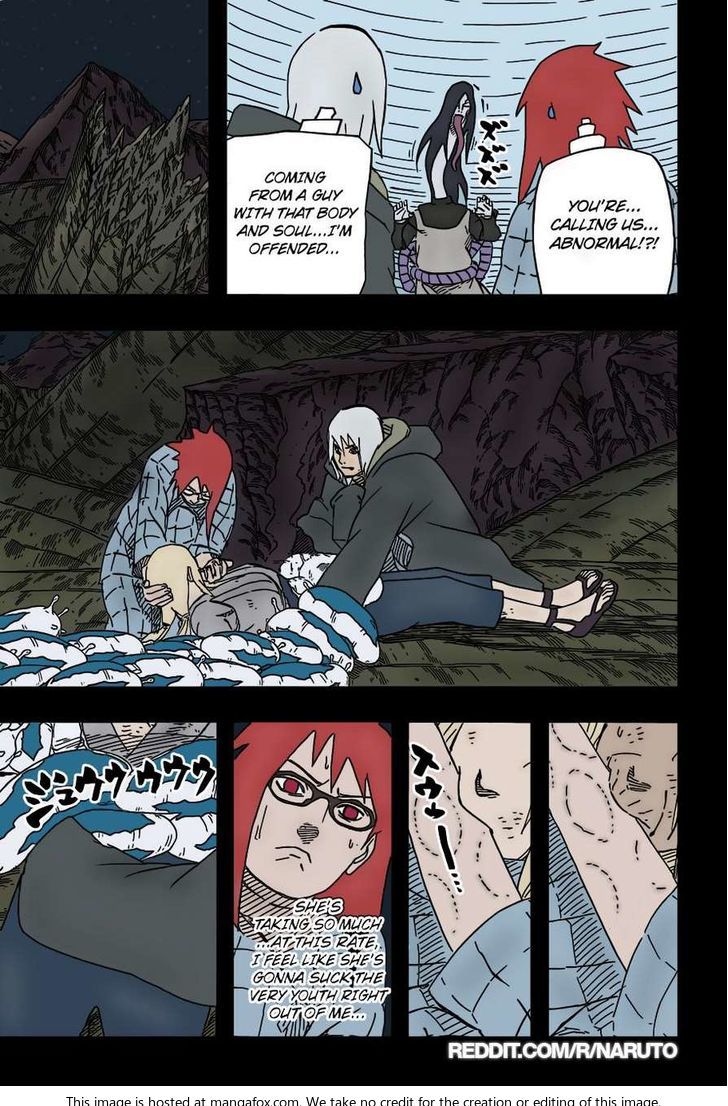 YOU'RE...
CALLING US...
ABNORMAL!?!
ズズズ
COMING
FROM A GUY
WITH THAT BODY
AND SOUL...I'M
OFFENDED...
スゥゥー…
SHE'S
TAKING SO MUCH
...AT THIS RATE,
I FEEL LIKE SHE'S
GONNA SUCK THE
VERY YOUTH RIGHT
OUT OF ME...
ジュウウウウウ
REDDIT.COM/R/NARUTO
This image is hosted at mangafox.com. We take no credit for the creation or editing of this image.